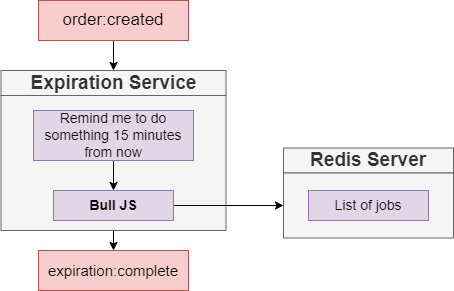 order:created
Expiration Service
Remind me to do
something 15 minutes
from now
Bull JS
Redis Server
List of jobs
expiration:complete